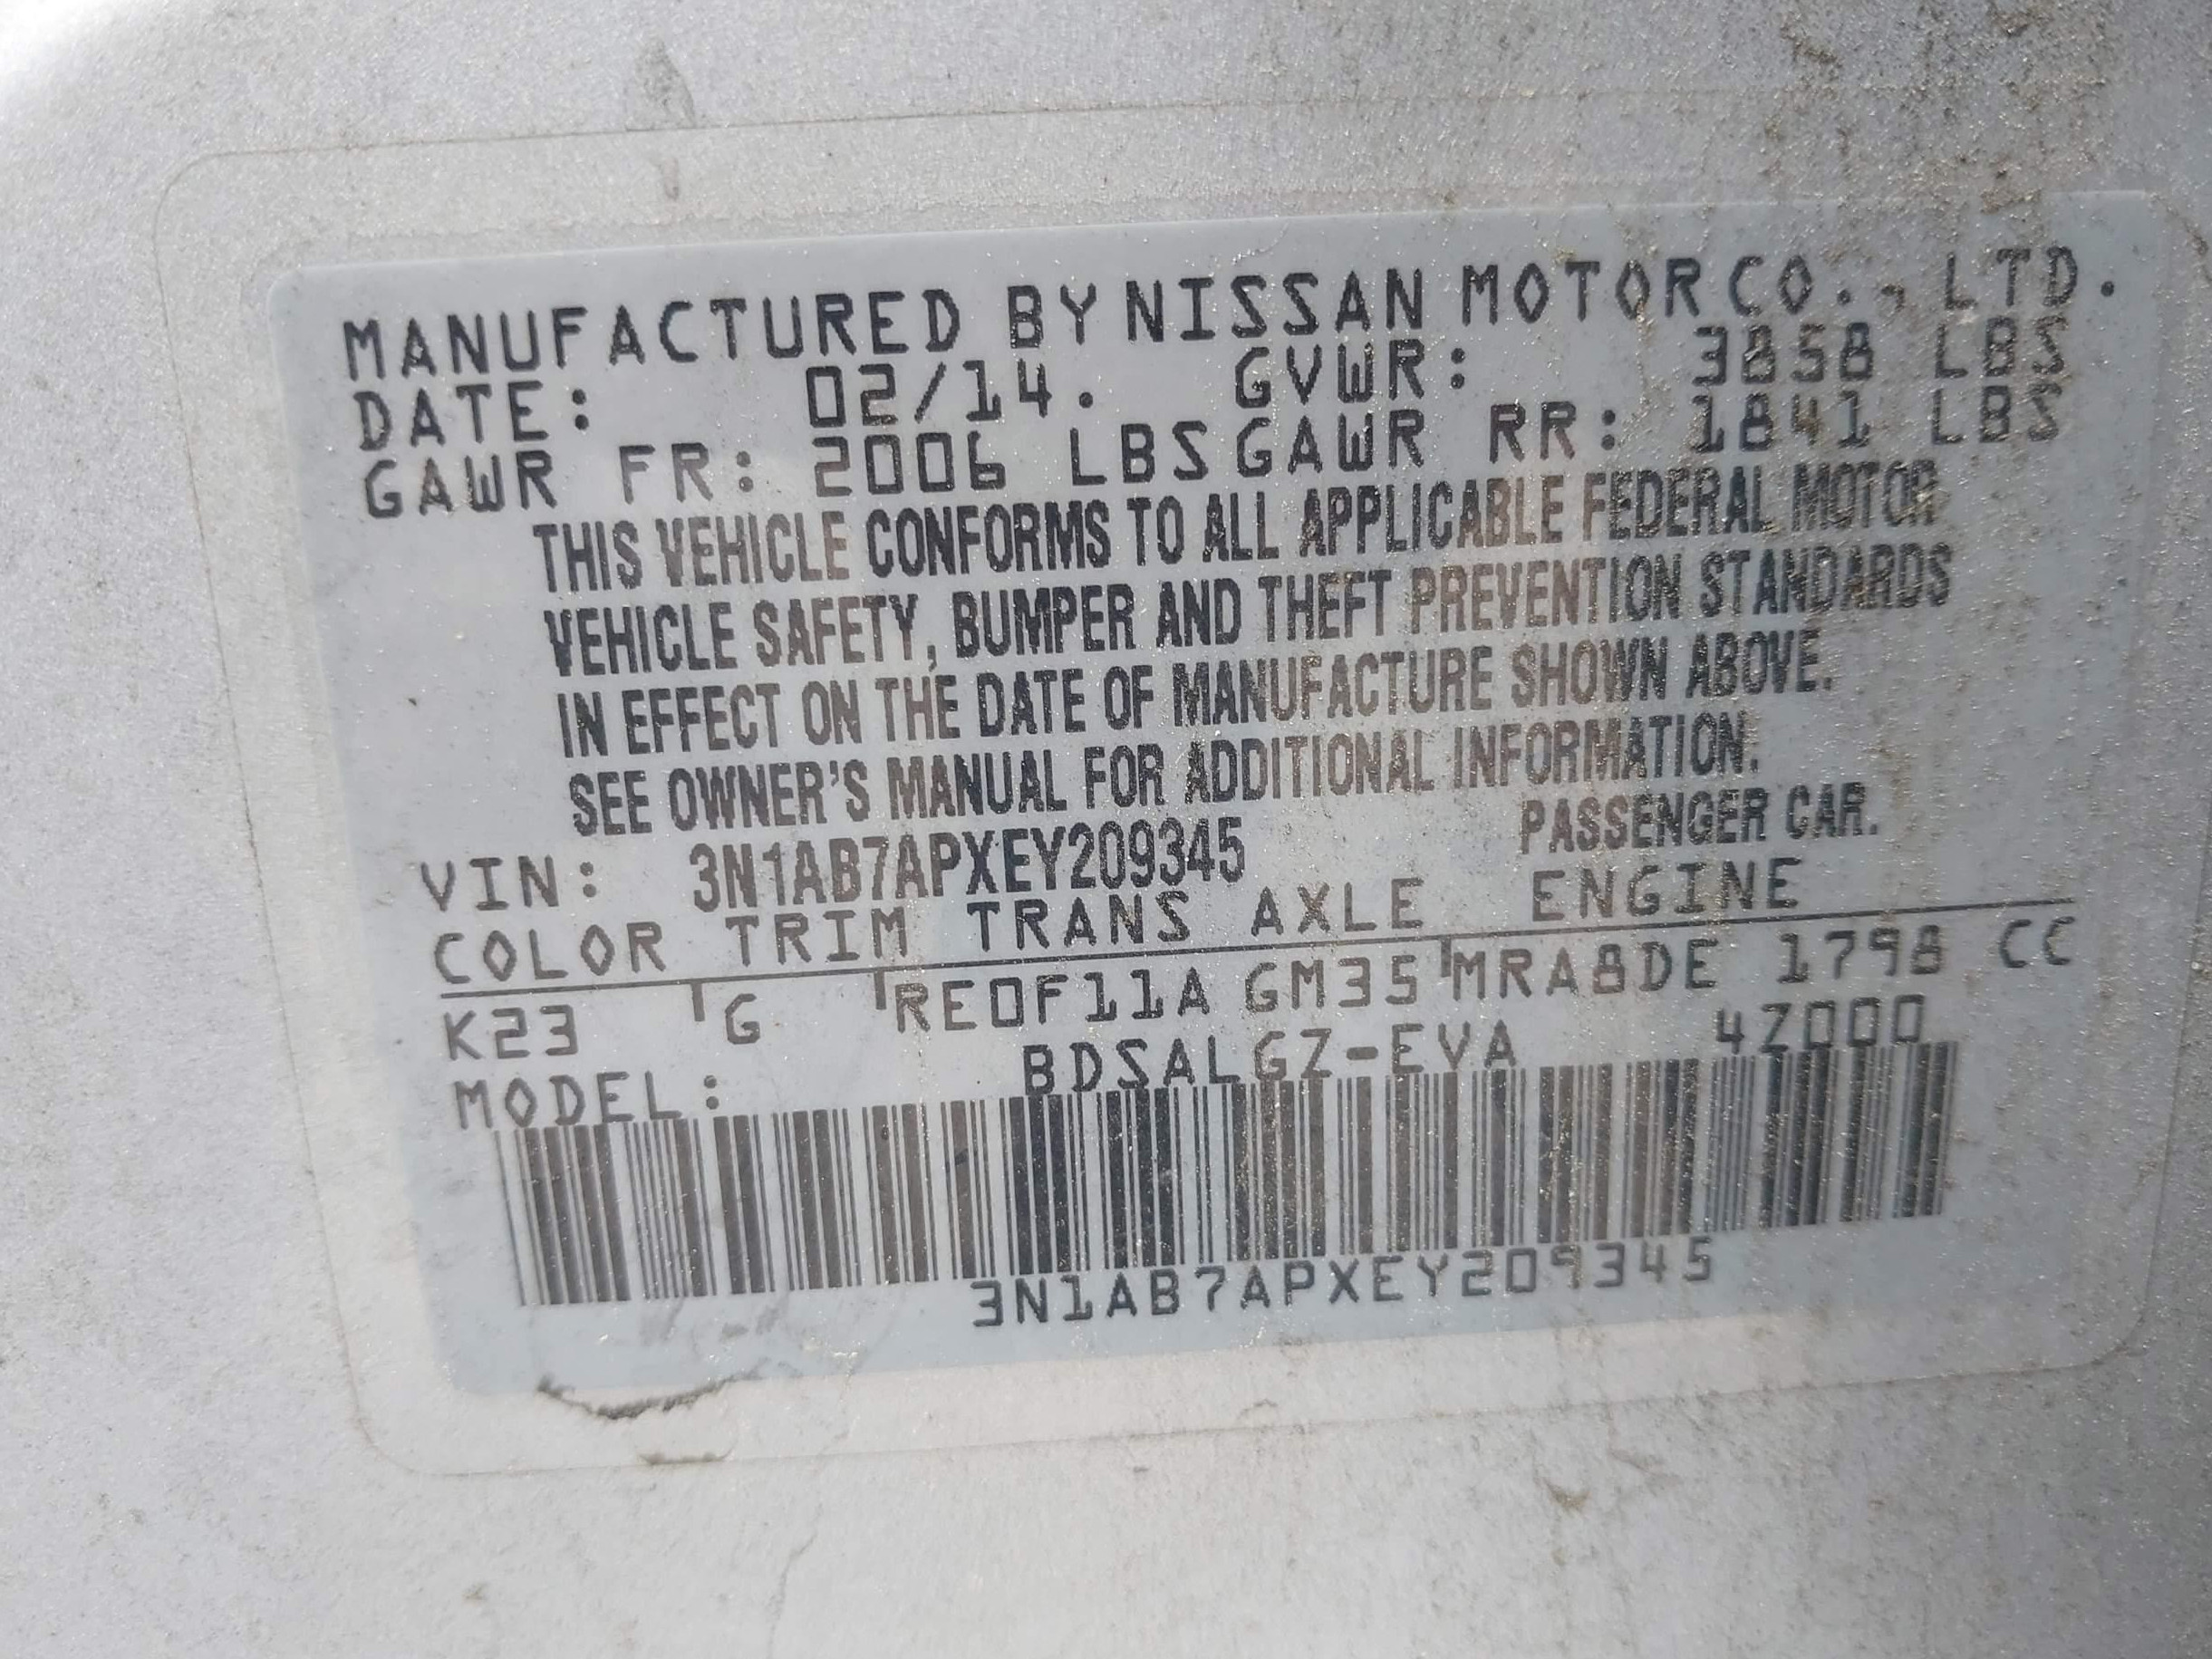 MANUFACTURED BY NISSAN MOTOR CO., LTD.
DATE: 02/14. GVWR: 3858 LBS
GAWR FR: 2006 LBS GAWR RR: 1841 LBS
THIS VEHICLE CONFORMS TO ALL APPLICABLE FEDERAL MOTOR
VEHICLE SAFETY, BUMPER AND THEFT PREVENTION STANDARDS
IN EFFECT ON THE DATE OF MANUFACTURE SHOWN ABOVE.
SEE OWNER'S MANUAL FOR ADDITIONAL INFORMATION.
VIN: 3N1AB7APXEY209345 PASSENGER CAR.
COLOR TRIM TRANS AXLE ENGINE
K23 G RE0F11A GM35 MRA8DE 1798 CC
MODEL: BDSALGZ-EVA 4Z000
3N1AB7APXEY209345